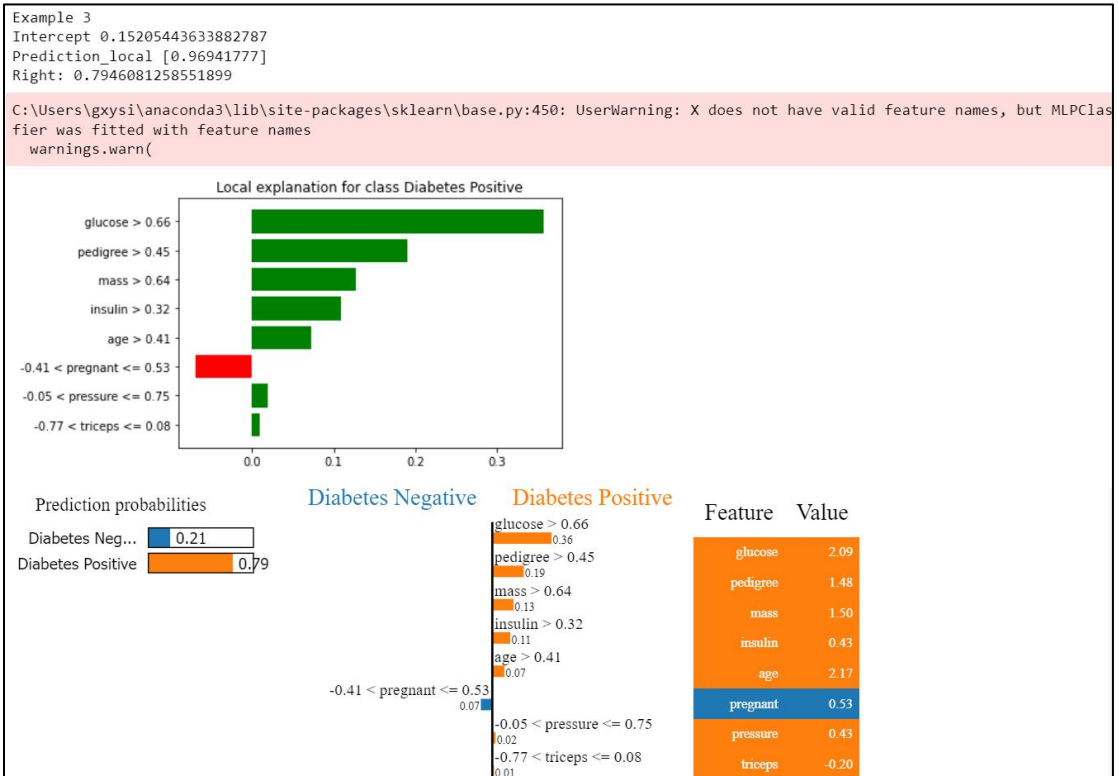 Example 3
Intercept 0.15205443633882787
Prediction_local [0.96941777]
Right: 0.7946081258551899
C:\Users\gxysi\anaconda3\lib\site-packages\sklearn\base.py:450: UserWarning: X does not have valid feature names, but MLPClas
fier was fitted with feature names
warnings.warn(
Local explanation for class Diabetes Positive
glucose > 0.66
pedigree > 0.45
mass > 0.64
insulin > 0.32
age > 0.41
-0.41 < pregnant <= 0.53
-0.05 < pressure <= 0.75
-0.77 < triceps <= 0.08
0.0 0.1 0.2 0.3
Prediction probabilities
Diabetes Neg... 0.21
Diabetes Positive 0.79
Diabetes Negative Diabetes Positive
glucose > 0.66
0.36
pedigree > 0.45
0.19
mass > 0.64
0.13
insulin > 0.32
0.11
age > 0.41
0.07
-0.41 < pregnant <= 0.53
0.07
-0.05 < pressure <= 0.75
0.02
-0.77 < triceps <= 0.08
0.01
Feature Value
glucose 2.09
pedigree 1.48
mass 1.50
insulin 0.43
age 2.17
pregnant 0.53
pressure 0.43
triceps -0.20